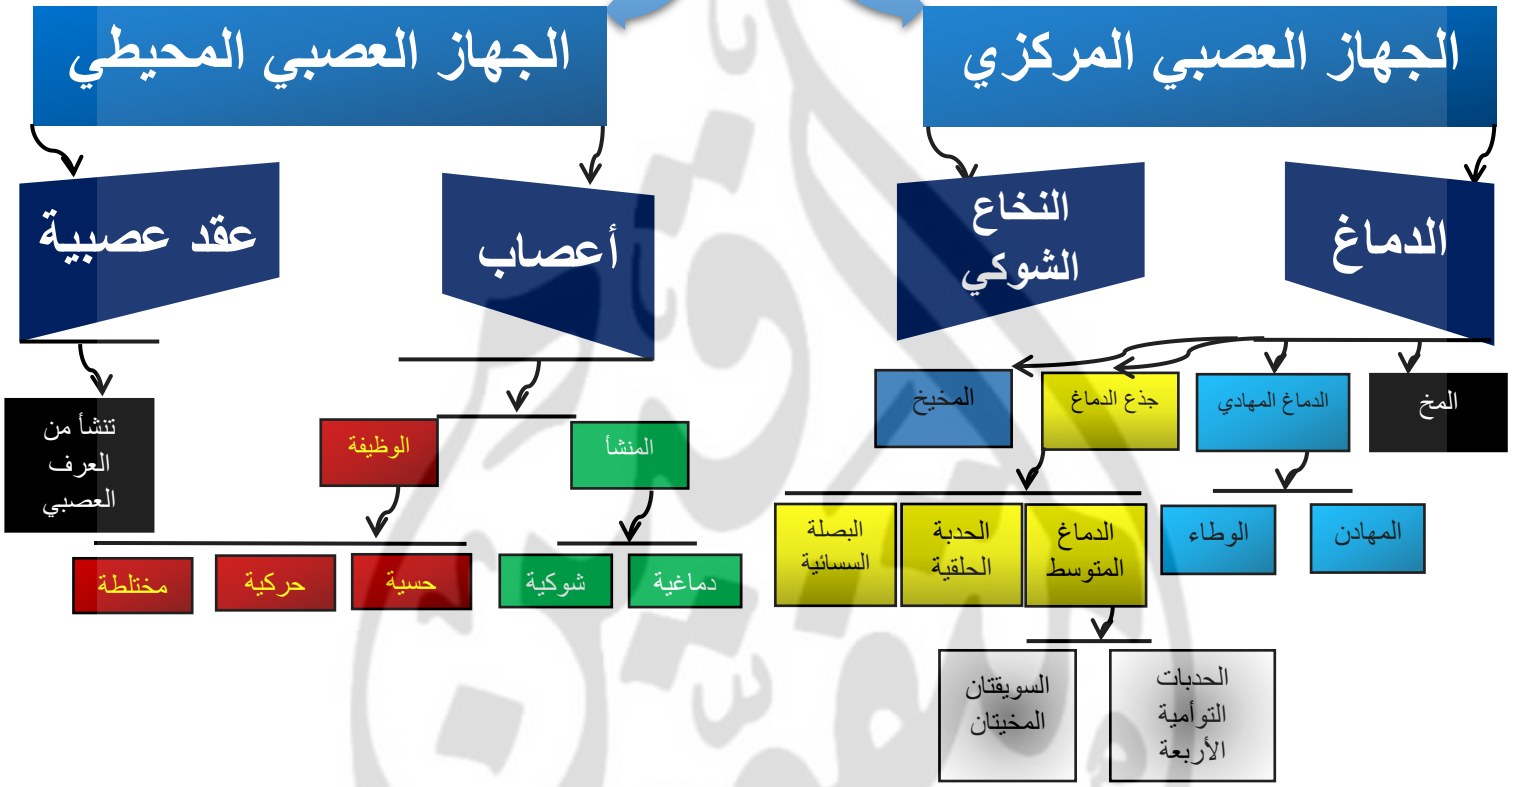 الجهاز العصبي المركزي
الجهاز العصبي المحيطي
الدماغ
النخاع
الشوكي
أعصاب
عقد عصبية
المخ
الدماغ المهادي
جذع الدماغ
المخيخ
المنشأ
الوظيفة
تنشأ من
العرف
العصبي
المهادن
الوطاء
الدماغ
المتوسط
الحدبة
الحلقية
البصلة
السسائية
دماغية
شوكية
حسية
حركية
مختلطة
الحدبات
التوأمية
الأربعة
السويقتان
المخيتان